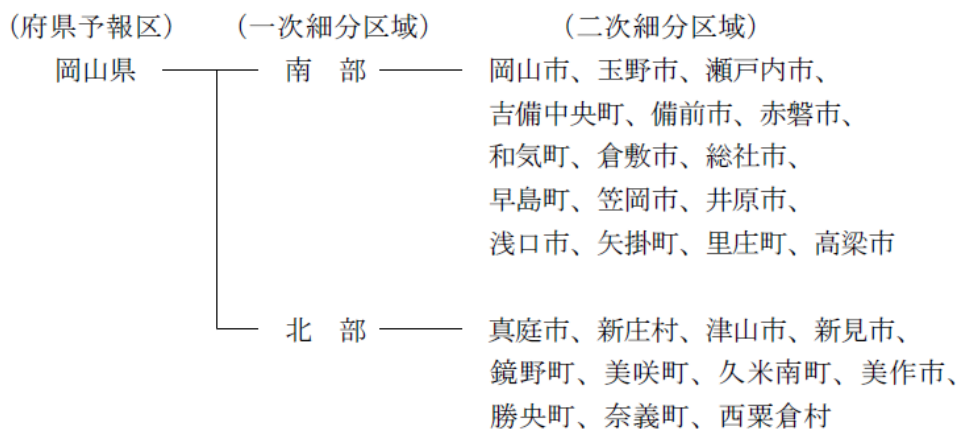 （府県予報区）　（一次細分区域）　（二次細分区域）
岡山県　南　部　岡山市、玉野市、瀬戸内市、
吉備中央町、備前市、赤磐市、
和気町、倉敷市、総社市、
早島町、笠岡市、井原市、
浅口市、矢掛町、里庄町、高梁市
北　部　真庭市、新庄村、津山市、新見市、
鏡野町、美咲町、久米南町、美作市、
勝央町、奈義町、西粟倉村